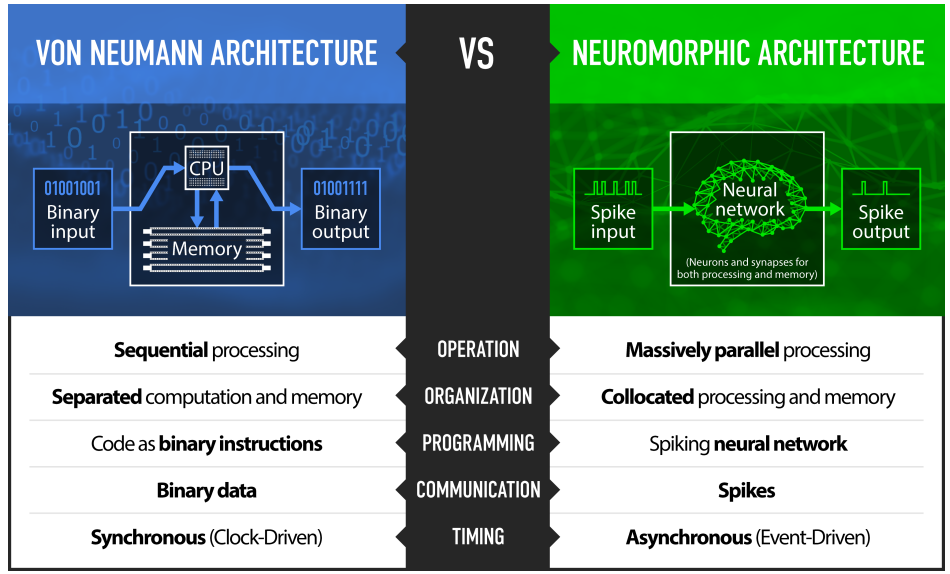 VON NEUMANN ARCHITECTURE
VS
NEUROMORPHIC ARCHITECTURE
01001001
Binary
input
CPU
Memory
01001111
Binary
output
Spike
input
Neural
network
(Neurons and synapses for
both processing and memory)
Spike
output
Sequential processing
OPERATION
Massively parallel processing
Separated computation and memory
ORGANIZATION
Collocated processing and memory
Code as binary instructions
PROGRAMMING
Spiking neural network
Binary data
COMMUNICATION
Spikes
Synchronous (Clock-Driven)
TIMING
Asynchronous (Event-Driven)